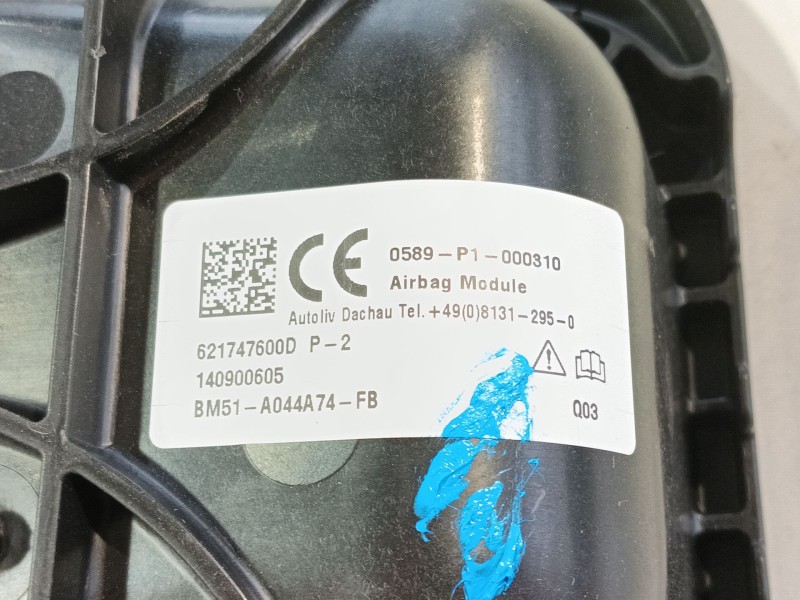 CE 0589-P1-000310
Airbag Module
Autoliv Dachau Tel.+49(0)8131-295-0
621747600D P-2
140900605
BM51-A044A74-FB
Q03